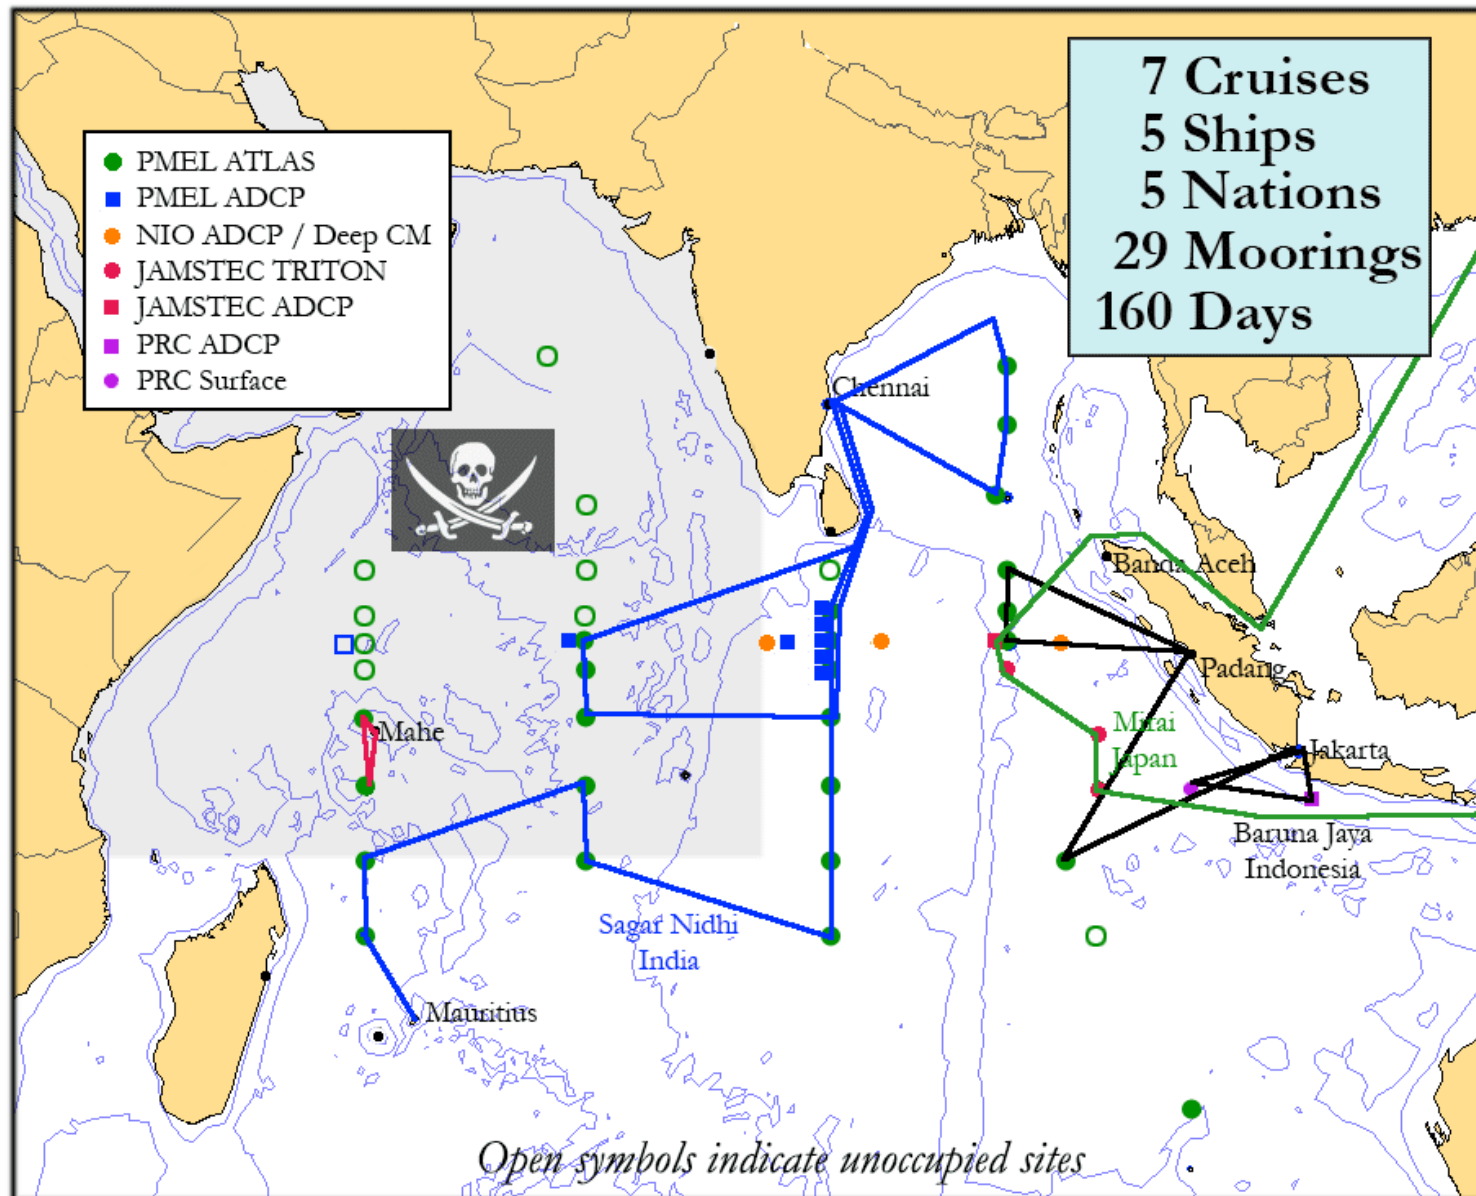 7 Cruises
5 Ships
5 Nations
29 Moorings
160 Days
PMEL ATLAS
PMEL ADCP
NIO ADCP / Deep CM
JAMSTEC TRITON
JAMSTEC ADCP
PRC ADCP
PRC Surface
Chennai
Banda Aceh
Padang
Mahe
Mirai
Japan
Jakarta
Baruna Jaya
Indonesia
Sagar Nidhi
India
Mauritius
Open symbols indicate unoccupied sites